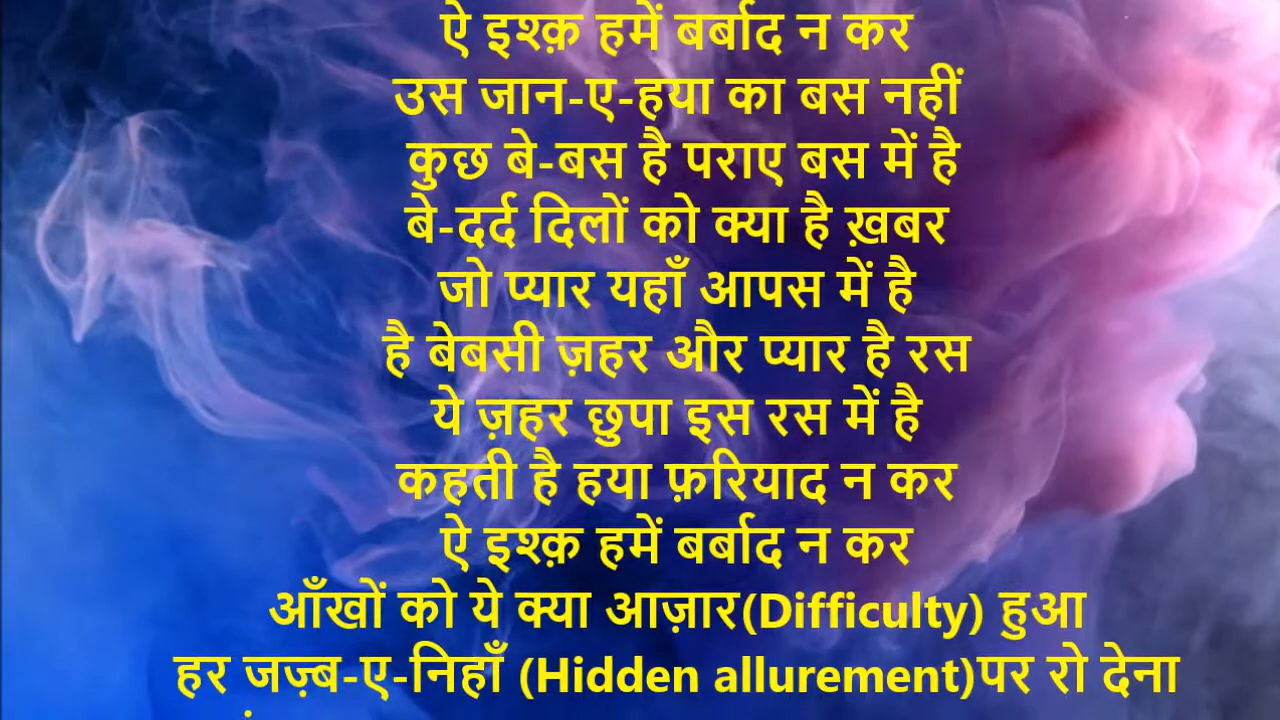 ऐ इश्क़ हमें बर्बाद न कर
उस जान-ए-हया का बस नहीं
कुछ बे-बस है पराए बस में है
बे-दर्द दिलों को क्या है ख़बर
जो प्यार यहाँ आपस में है
है बेबसी ज़हर और प्यार है रस
ये ज़हर छुपा इस रस में है
कहती है हया फ़रियाद न कर
ऐ इश्क़ हमें बर्बाद न कर
आँखों को ये क्या आज़ार(Difficulty) हुआ
हर जज़्ब-ए-निहाँ (Hidden allurement)पर रो देना